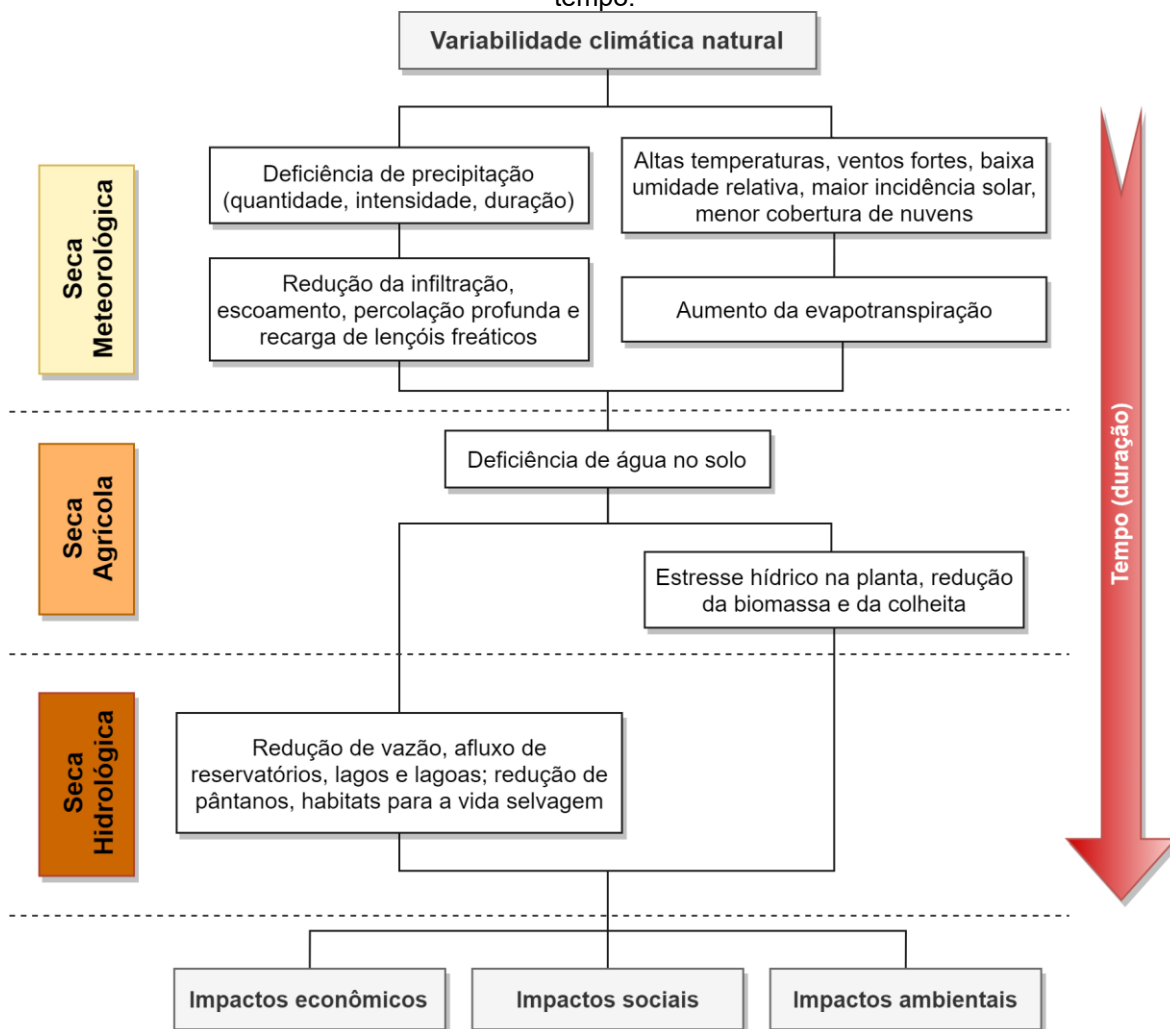 tempo.
Variabilidade climática natural
Seca
Meteorológica
Deficiência de precipitação
(quantidade, intensidade, duração)
Altas temperaturas, ventos fortes, baixa
umidade relativa, maior incidência solar,
menor cobertura de nuvens
Redução da infiltração,
escoamento, percolação profunda e
recarga de lençóis freáticos
Aumento da evapotranspiração
Tempo (duração)
Seca
Agrícola
Deficiência de água no solo
Estresse hídrico na planta, redução
da biomassa e da colheita
Seca
Hidrológica
Redução de vazão, afluxo de
reservatórios, lagos e lagoas; redução de
pântanos, habitats para a vida selvagem
Impactos econômicos
Impactos sociais
Impactos ambientais